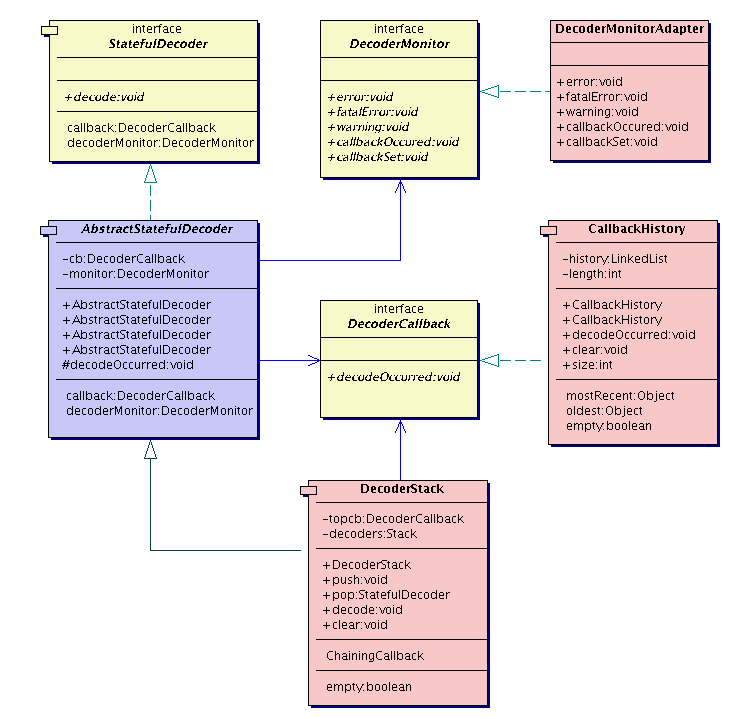 interface
StatefulDecoder
+decode:void
callback:DecoderCallback
decoderMonitor:DecoderMonitor
interface
DecoderMonitor
+error:void
+fatalError:void
+warning:void
+callbackOccured:void
+callbackSet:void
DecoderMonitorAdapter
+error:void
+fatalError:void
+warning:void
+callbackOccured:void
+callbackSet:void
AbstractStatefulDecoder
-cb:DecoderCallback
-monitor:DecoderMonitor
+AbstractStatefulDecoder
+AbstractStatefulDecoder
+AbstractStatefulDecoder
+AbstractStatefulDecoder
#decodeOccurred:void
callback:DecoderCallback
decoderMonitor:DecoderMonitor
interface
DecoderCallback
+decodeOccurred:void
CallbackHistory
-history:LinkedList
-length:int
+CallbackHistory
+CallbackHistory
+decodeOccurred:void
+clear:void
+size:int
mostRecent:Object
oldest:Object
empty:boolean
DecoderStack
-topcb:DecoderCallback
-decoders:Stack
+DecoderStack
+push:void
+pop:StatefulDecoder
+decode:void
+clear:void
ChainingCallback
empty:boolean